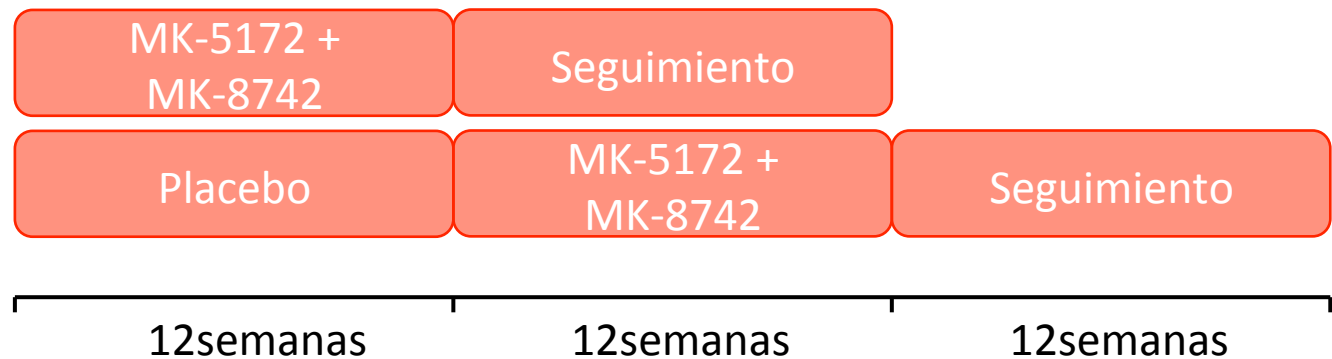 MK-5172 +
MK-8742
Seguimiento
Placebo
MK-5172 +
MK-8742
Seguimiento
12semanas
12semanas
12semanas